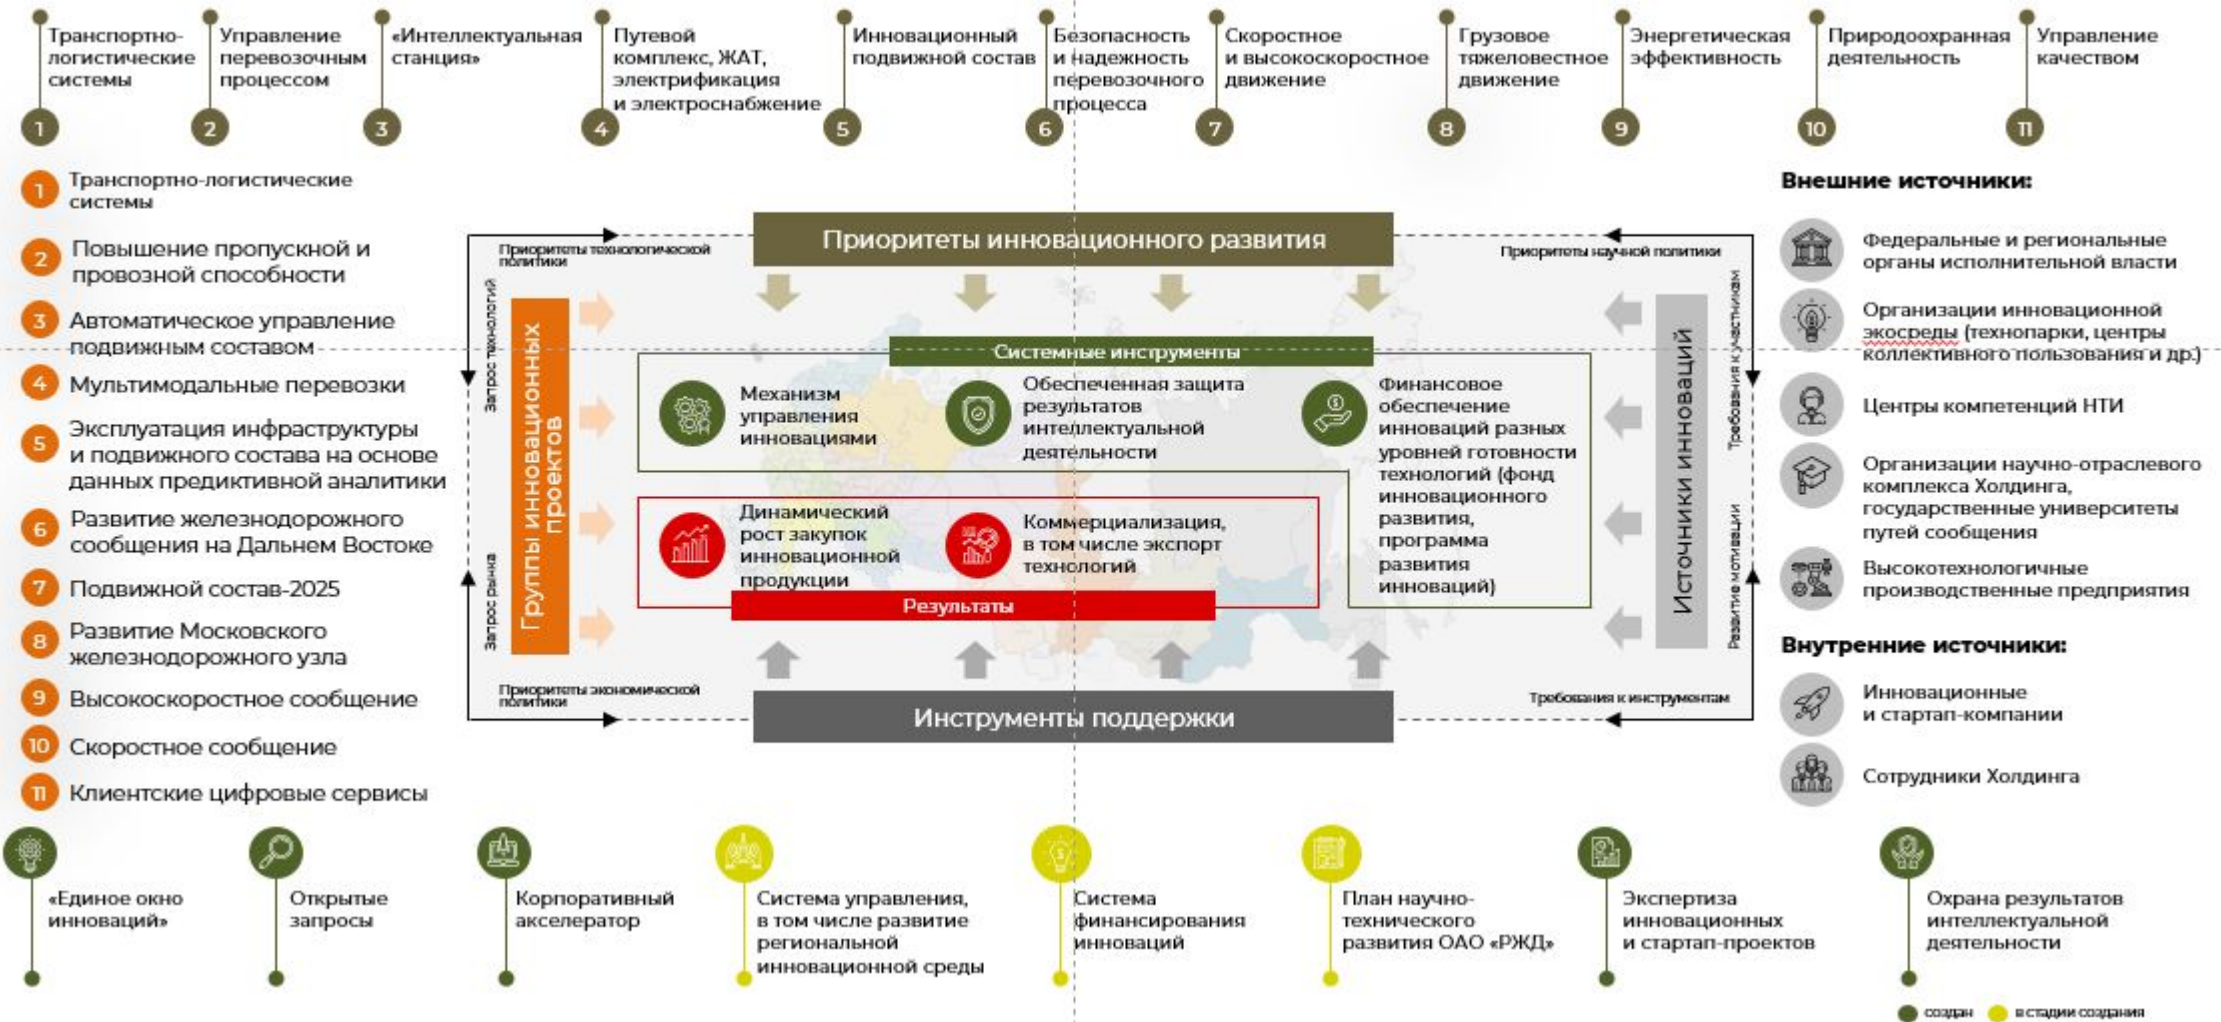 Транспортно-
логистические
системы
1
Управление
перевозочным
процессом
2
«Интеллектуальная
станция»
3
Путевой
комплекс, ЖАТ,
электрификация
и электроснабжение
4
Инновационный
подвижной состав
5
Безопасность
и надежность
перевозочного
процесса
6
Скоростное
и высокоскоростное
движение
7
Грузовое
тяжеловестное
движение
8
Энергетическая
эффективность
9
Природоохранная
деятельность
10
Управление
качеством
11
1
Транспортно-логистические
системы
2
Повышение пропускной и
провозной способности
3
Автоматическое управление
подвижным составом
4
Мультимодальные перевозки
5
Эксплуатация инфраструктуры
и подвижного состава на основе
данных предиктивной аналитики
6
Развитие железнодорожного
сообщения на Дальнем Востоке
7
Подвижной состав-2025
8
Развитие Московского
железнодорожного узла
9
Высокоскоростное сообщение
10
Скоростное сообщение
11
Клиентские цифровые сервисы
Приоритеты технологической
политики
Запрос технологий
Запрос рынка
Приоритеты экономической
политики
Группы инновационных
проектов
Приоритеты инновационного развития
Системные инструменты
Механизм
управления
инновациями
Обеспеченная защита
результатов
интеллектуальной
деятельности
Финансовое
обеспечение
инноваций разных
уровней готовности
технологий (фонд
инновационного
развития,
программа
развития
инноваций)
Динамический
рост закупок
инновационной
продукции
Коммерциализация,
в том числе экспорт
технологий
Результаты
Инструменты поддержки
Приоритеты научной политики
Источники инноваций
Требования к участникам
Развитие мотивации
Требования к инструментам
Внешние источники:
Федеральные и региональные
органы исполнительной власти
Организации инновационной
экосреды (технопарки, центры
коллективного пользования и др.)
Центры компетенций НТИ
Организации научно-отраслевого
комплекса Холдинга,
государственные университеты
путей сообщения
Высокотехнологичные
производственные предприятия
Внутренние источники:
Инновационные
и стартап-компании
Сотрудники Холдинга
«Единое окно
инноваций»
Открытые
запросы
Корпоративный
акселератор
Система управления,
в том числе развитие
региональной
инновационной среды
Система
финансирования
инноваций
План научно-
технического
развития ОАО «РЖД»
Экспертиза
инновационных
и стартап-проектов
Охрана результатов
интеллектуальной
деятельности
создан
в стадии создания